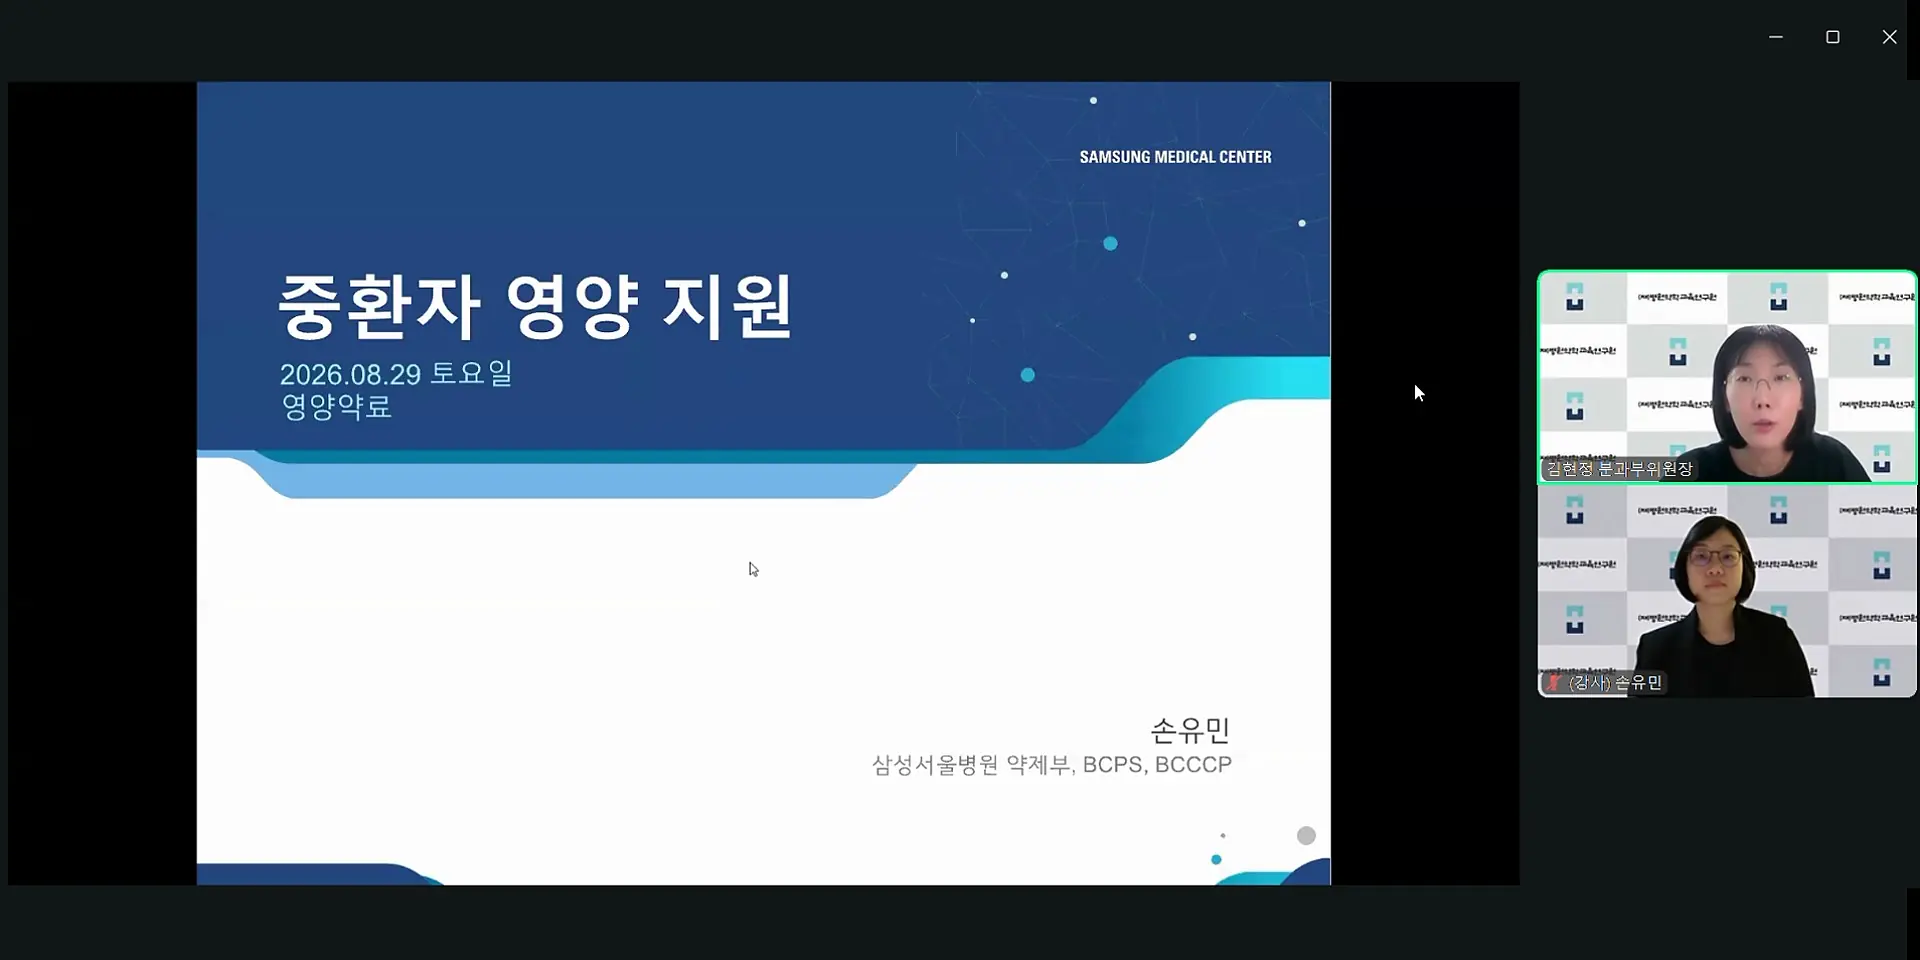 SAMSUNG MEDICAL CENTER
중환자 영양 지원
2026.08.29 토요일
영양약료
손유민
삼성서울병원 약제부, BCPS, BCCCP
김현정 분과부위원장
(강사) 손유민